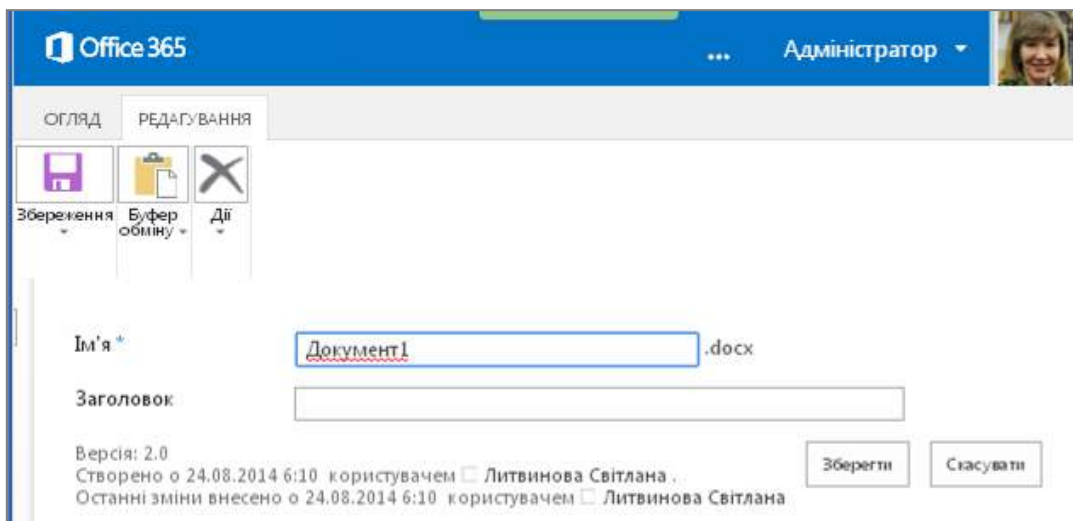 Office 365
... Адміністратор
ОГЛЯД РЕДАГУВАННЯ
Збереження Буфер обміну Дії
Ім'я * Документ1 .docx
Заголовок
Версія: 2.0
Створено о 24.08.2014 6:10 користувачем Литвинова Світлана .
Останні зміни внесено о 24.08.2014 6:10 користувачем Литвинова Світлана
Зберегти Скасувати